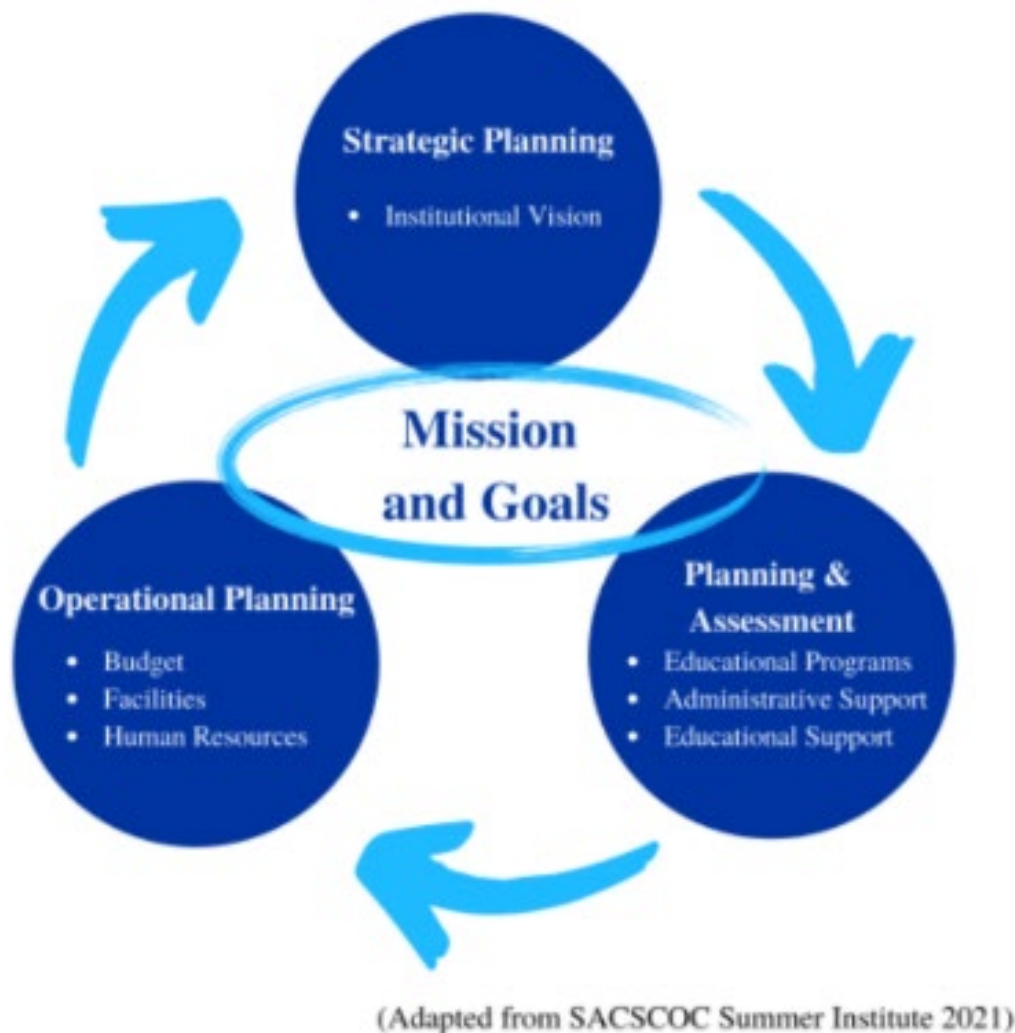 Strategic Planning
• Institutional Vision
Mission
and Goals
Operational Planning
• Budget
• Facilities
• Human Resources
Planning &
Assessment
• Educational Programs
• Administrative Support
• Educational Support
(Adapted from SACSCOC Summer Institute 2021)